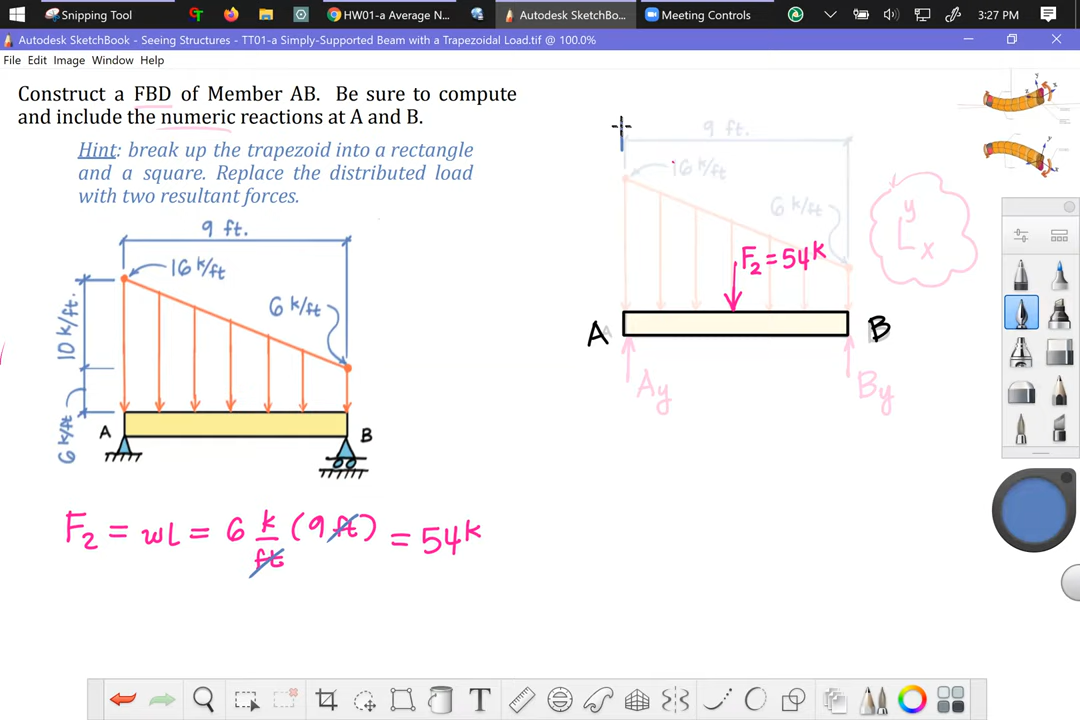 Snipping Tool
HW01-a Average N...
Autodesk SketchBo...
Meeting Controls
3:27 PM
Autodesk SketchBook - Seeing Structures - TT01-a Simply-Supported Beam with a Trapezoidal Load.tif @ 100.0%
File Edit Image Window Help
Construct a FBD of Member AB. Be sure to compute
and include the numeric reactions at A and B.
Hint: break up the trapezoid into a rectangle
and a square. Replace the distributed load
with two resultant forces.
9 ft.
16 k/ft
6 k/ft
10 k/ft.
6 k/ft
A
B
F₂ = wL = 6 k/ft (9 ft) = 54k
9 ft.
16 k/ft
6 k/ft
F₂ = 54k
A
B
Ay
By
y
x
T